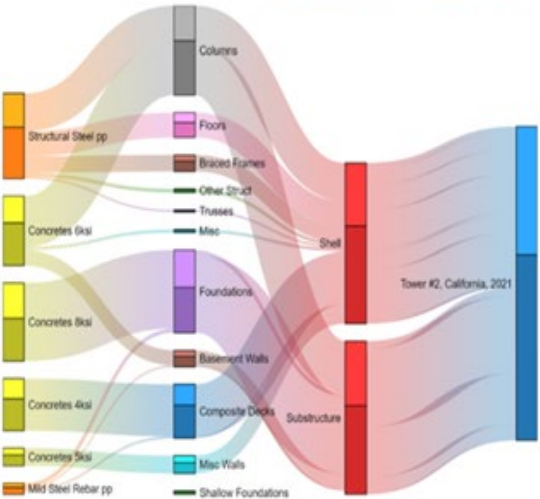 Columns
Structural Steel pp
Floors
Braced Frames
Other Struct
Trusses
Concretes 6ksi
Misc
Shell
Tower #2, California, 2021
Foundations
Concretes 8ksi
Basement Walls
Concretes 4ksi
Composite Decks
Substructure
Concretes 5ksi
Misc Walls
Mild Steel Rebar pp
Shallow Foundations